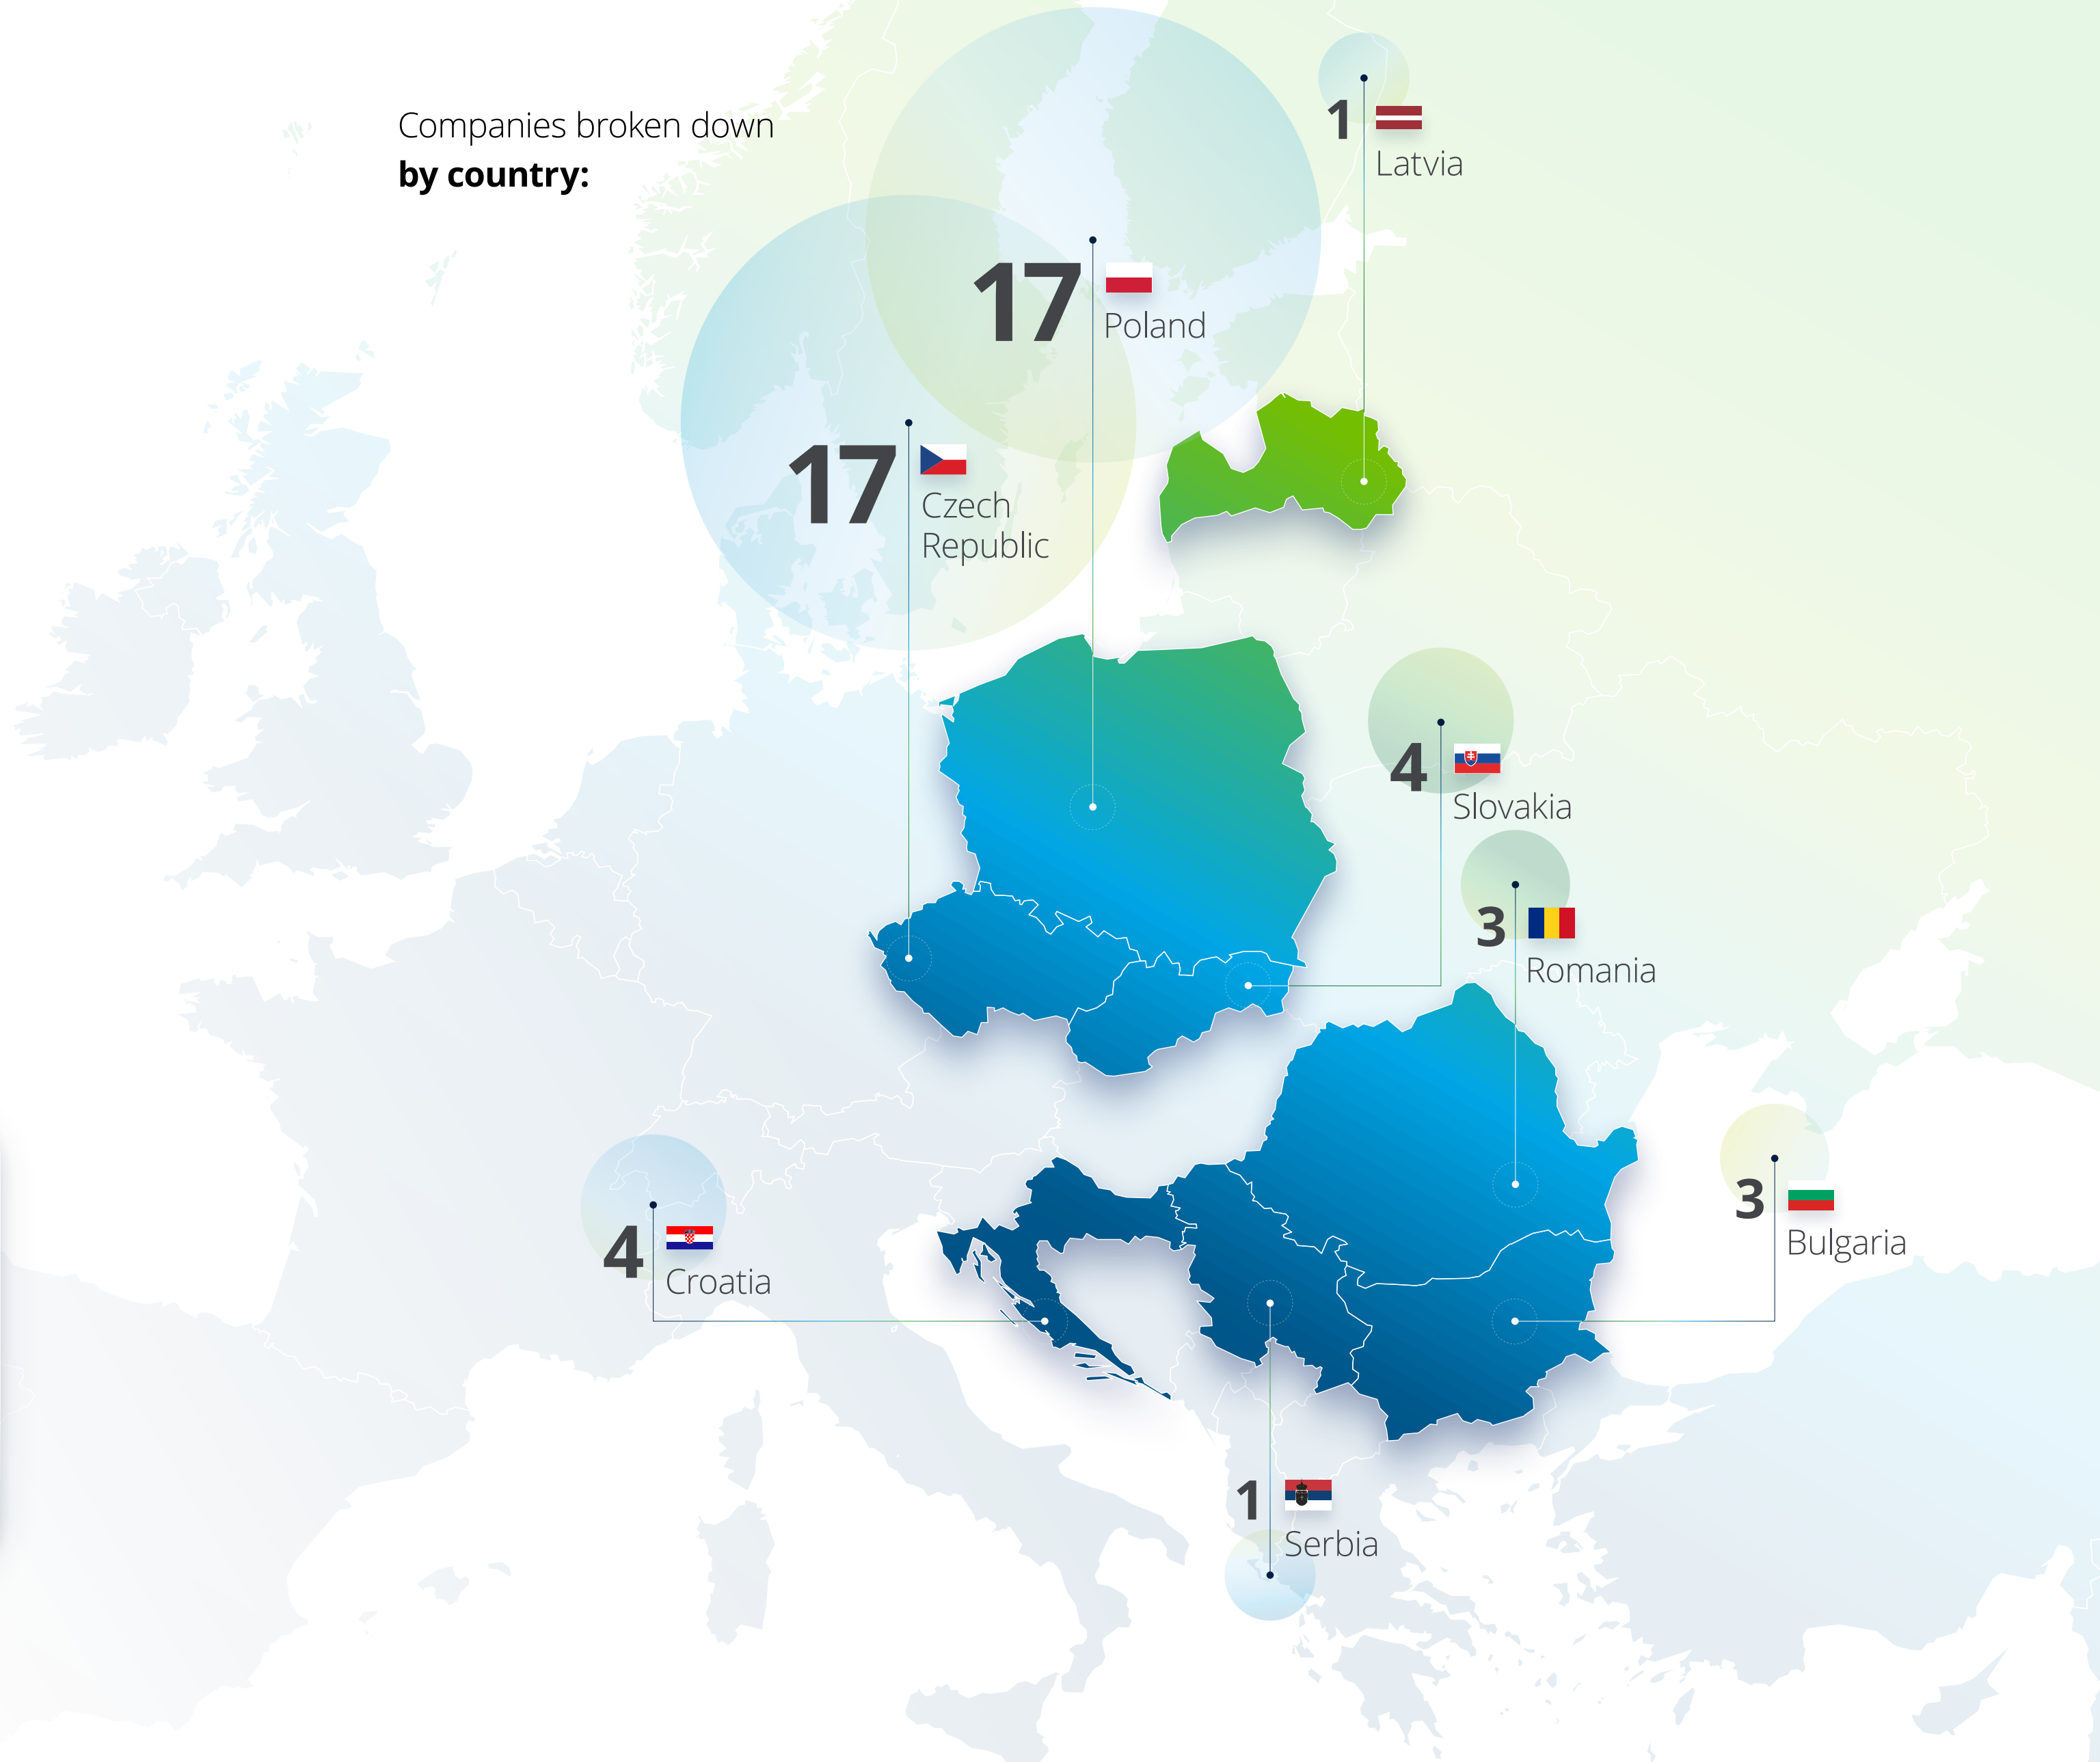 Companies broken down
by country:
1
Latvia
17
Poland
17
Czech
Republic
4
Slovakia
3
Romania
3
Bulgaria
4
Croatia
1
Serbia